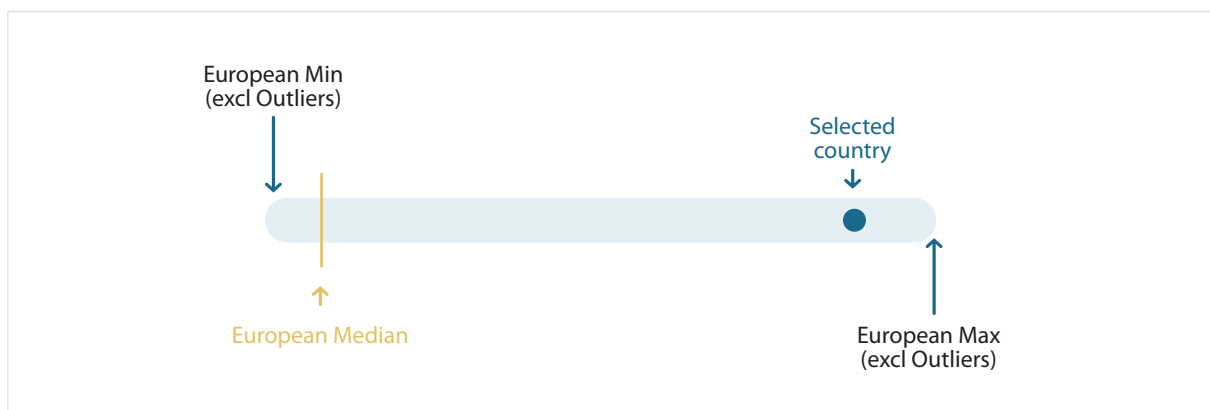 European Min
(excl Outliers)
Selected
country
European Median
European Max
(excl Outliers)